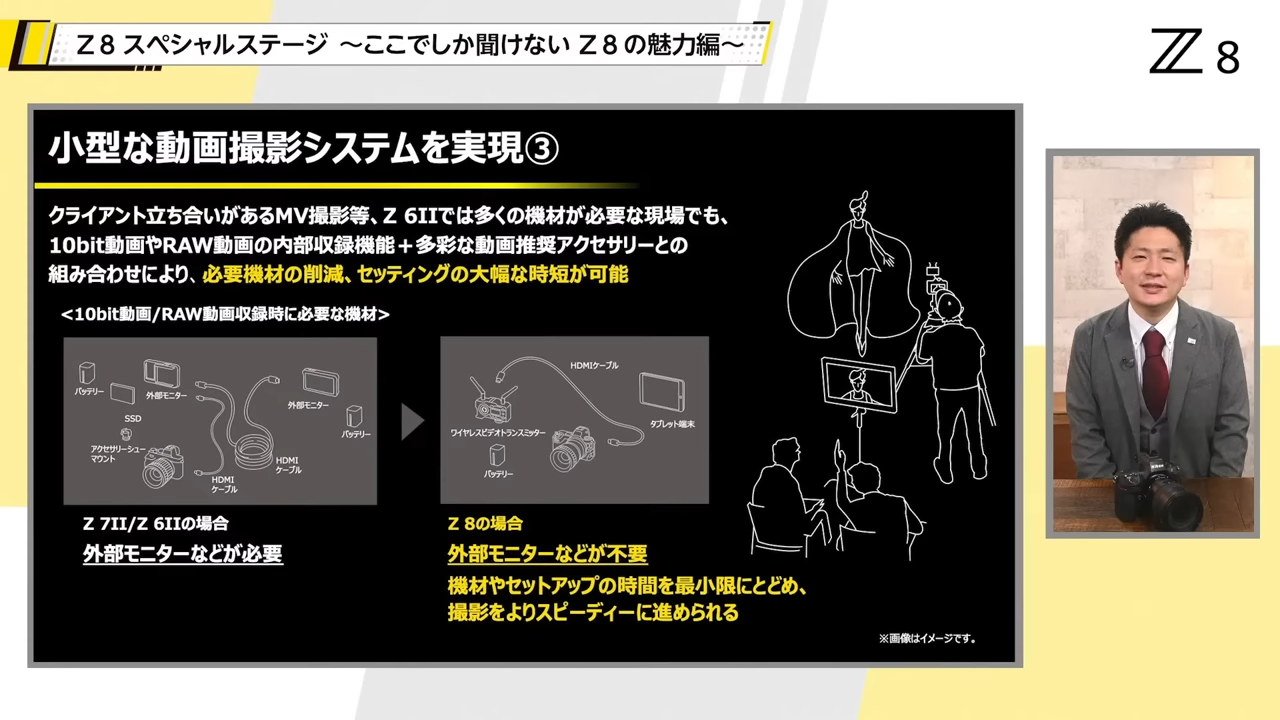 Z 8 スペシャルステージ ～ここでしか聞けない Z 8 の魅力編～
Z 8
小型な動画撮影システムを実現③
クライアント立ち合いがあるMV撮影等、Z 6IIでは多くの機材が必要な現場でも、
10bit動画やRAW動画の内部収録機能＋多彩な動画推奨アクセサリーとの
組み合わせにより、必要機材の削減、セッティングの大幅な時短が可能
<10bit動画/RAW動画収録時に必要な機材>
バッテリー
外部モニター
SSD
アクセサリーシュー
マウント
HDMI
ケーブル
HDMI
ケーブル
外部モニター
バッテリー
HDMIケーブル
ワイヤレスビデオトランスミッター
バッテリー
タブレット端末
Z 7II/Z 6IIの場合
外部モニターなどが必要
Z 8の場合
外部モニターなどが不要
機材やセットアップの時間を最小限にとどめ、
撮影をよりスピーディーに進められる
※画像はイメージです。
Nikon